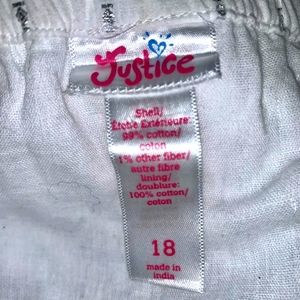 Justice
Shell/
Étoffe Extérieure:
99% cotton/
coton
1% other fiber/
autre fibre
lining/
doublure:
100% cotton/
coton
18
made in
india